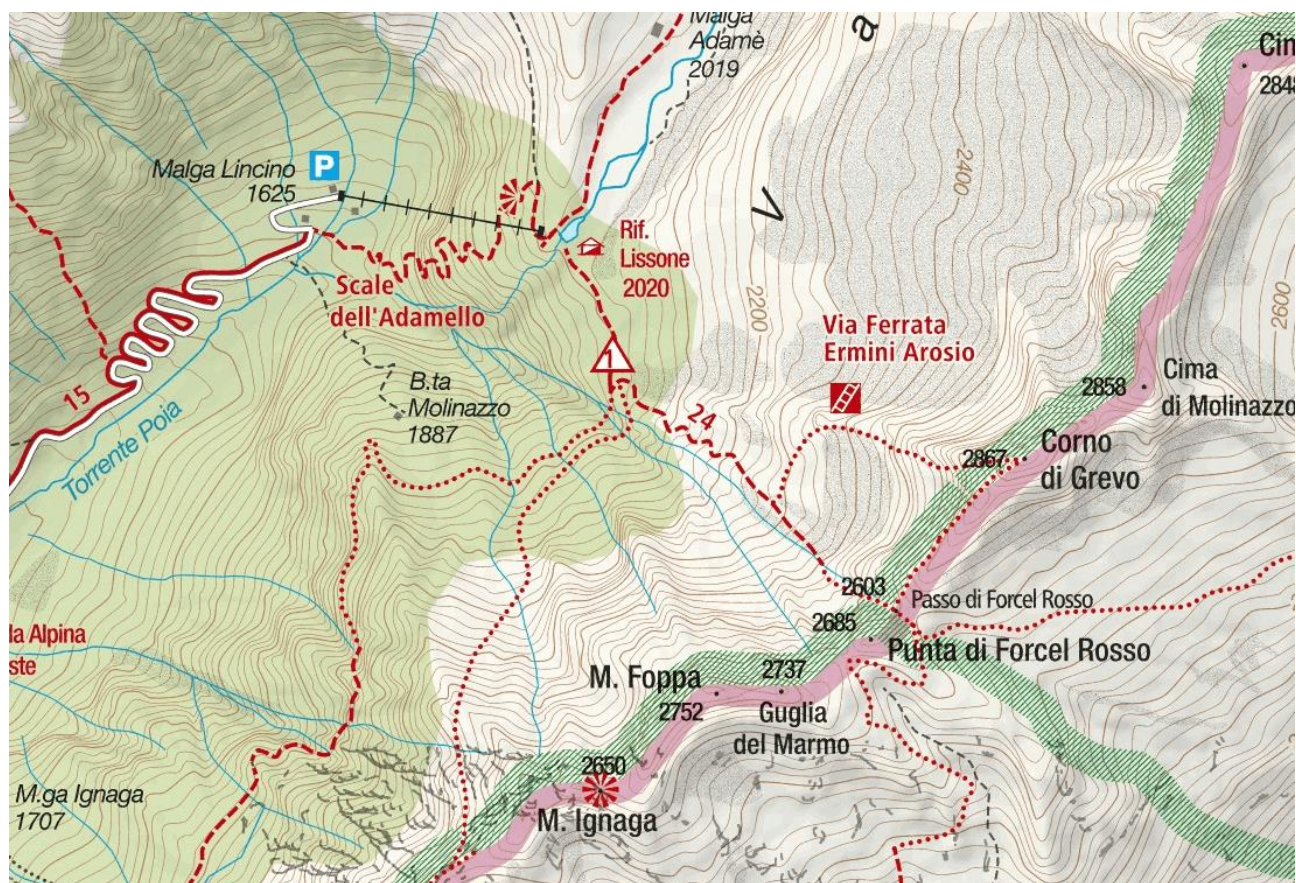 Malga
Adamè
2019
a
V
Cin
2848
P
Malga Lincino
1625
Rif.
Lissone
2020
Scale
dell'Adamello
2400
2200
2600
Via Ferrata
Ermini Arosio
1
B.ta
Molinazzo
1887
15
24
Torrente Poia
2858
Cima
di Molinazzo
2867
Corno
di Grevo
2603
Passo di Forcel Rosso
2685
Punta di Forcel Rosso
la Alpina
ste
M. Foppa
2752
2737
Guglia
del Marmo
2650
M. Ignaga
M.ga Ignaga
1707